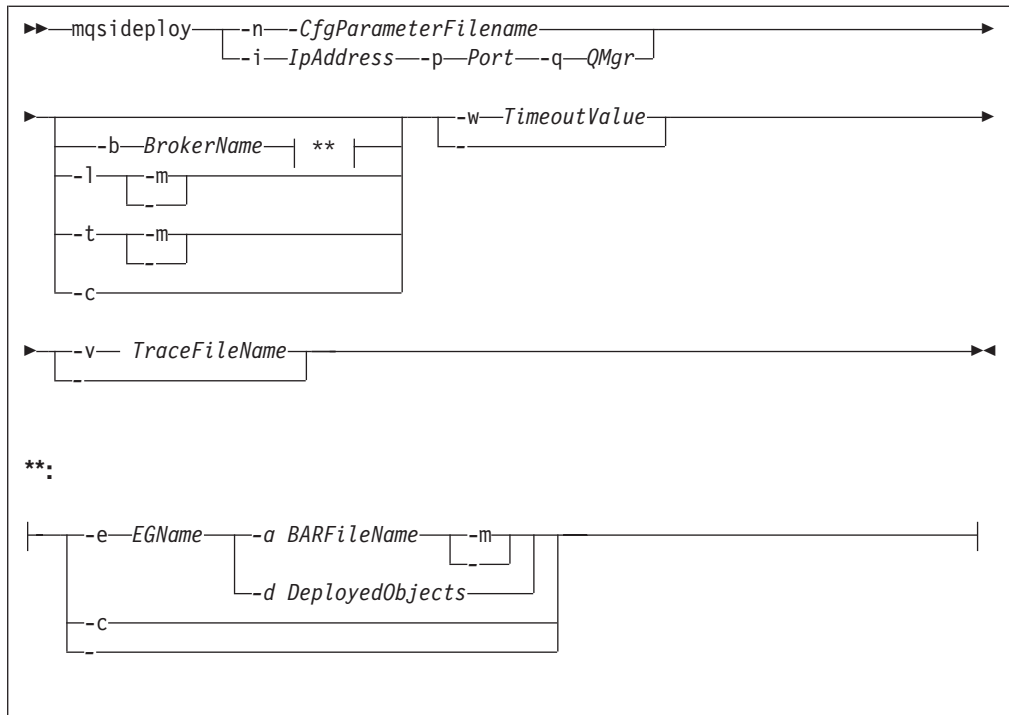 mqsideploy -n -CfgParameterFilename
-i IpAddress -p Port -q QMgr
-w TimeoutValue
-b BrokerName ** -
-l -m
-
-t -m
-
-c
-v TraceFileName
-
**:
- -e EGName -a BARFileName -m
-
-d DeployedObjects
-c
-